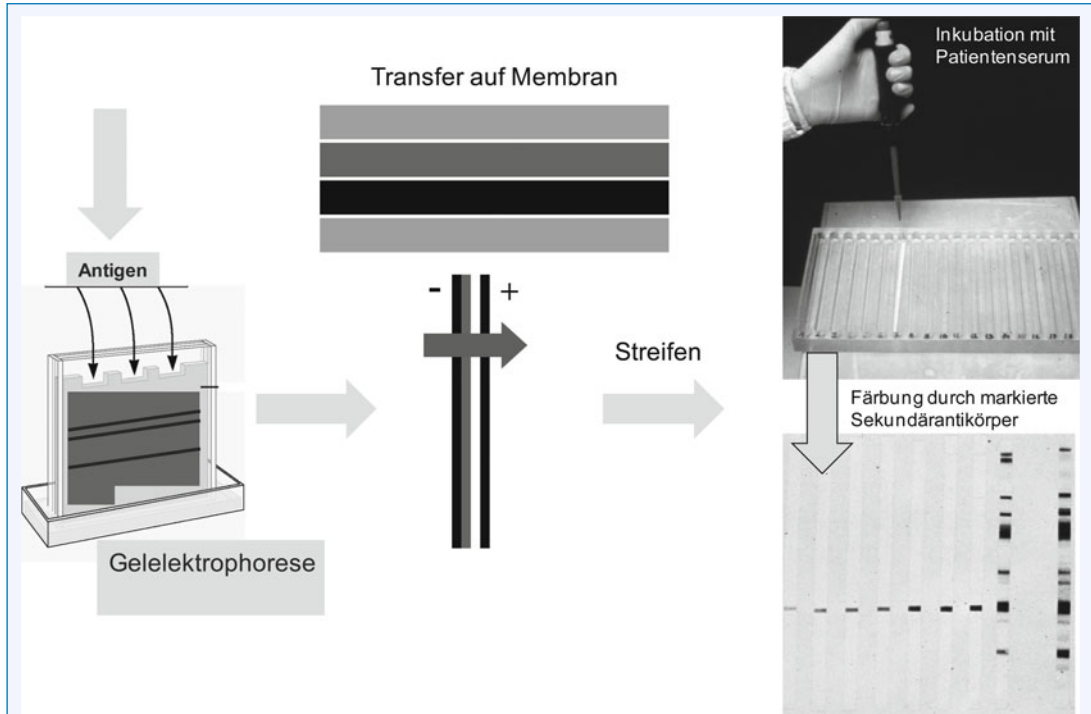 Inkubation mit
Patientenserum
Transfer auf Membran
Antigen
- +
Streifen
Färbung durch markierte
Sekundärantikörper
Gelelektrophorese